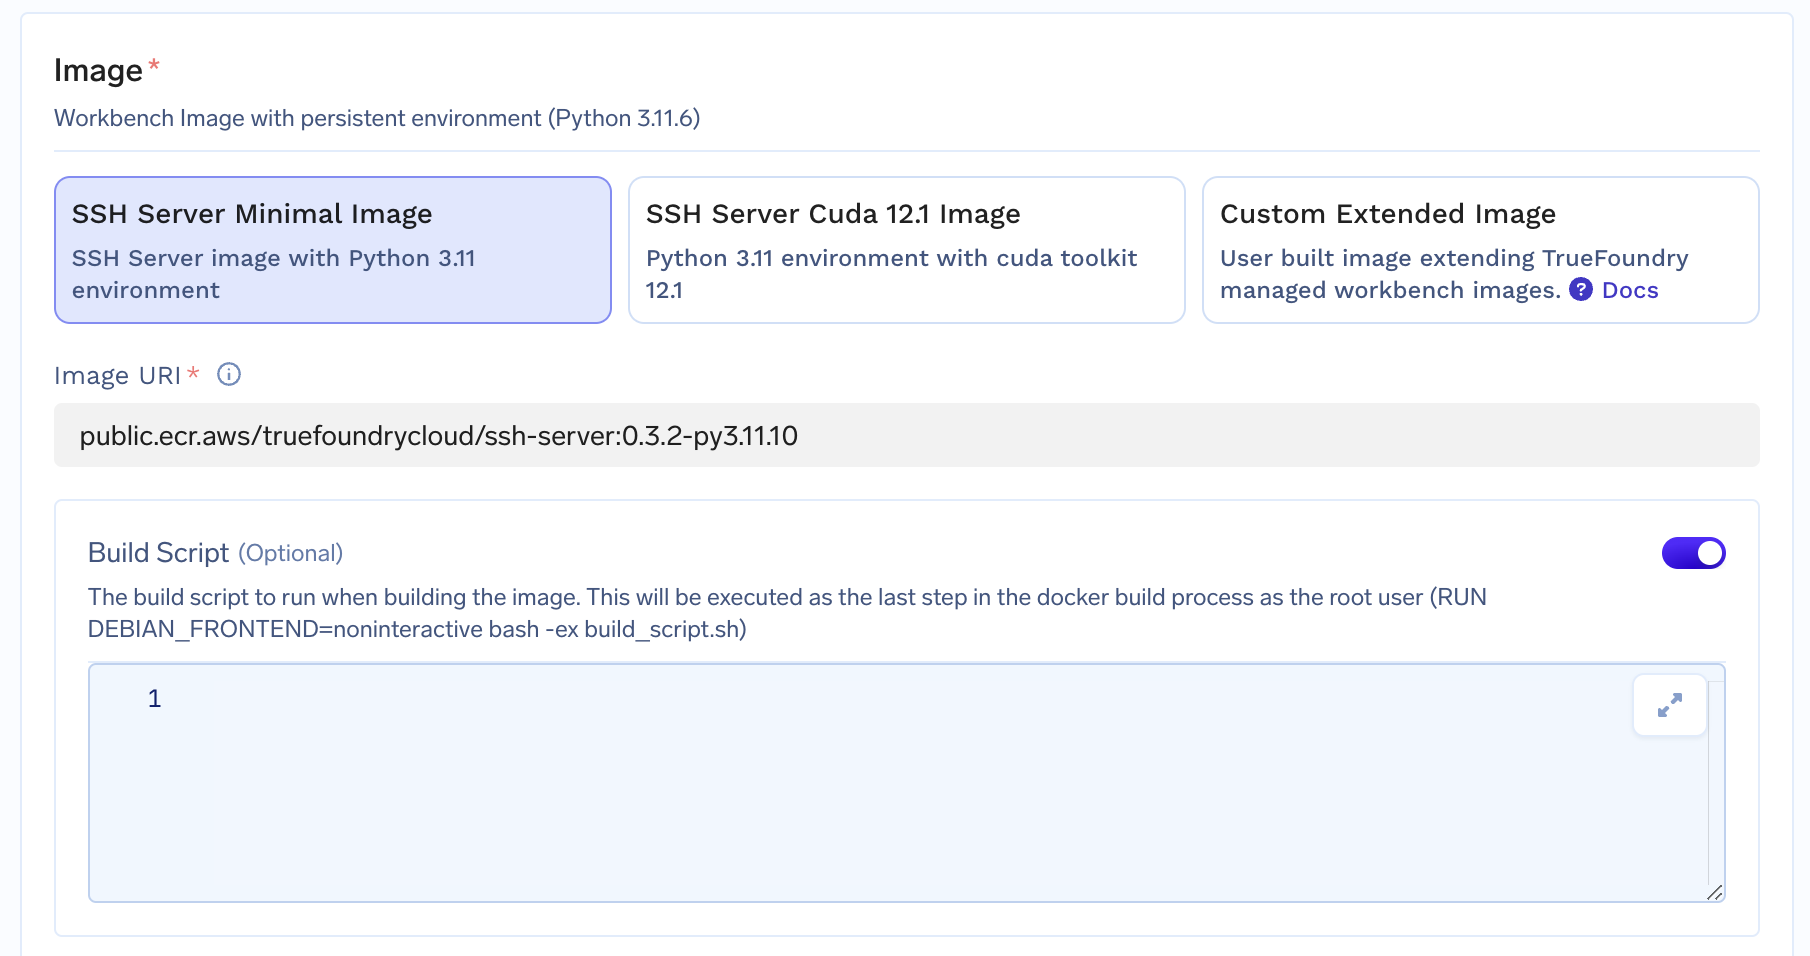 Image *
Workbench Image with persistent environment (Python 3.11.6)
SSH Server Minimal Image
SSH Server image with Python 3.11
environment
SSH Server Cuda 12.1 Image
Python 3.11 environment with cuda toolkit
12.1
Custom Extended Image
User built image extending TrueFoundry
managed workbench images. ? Docs
Image URI * i
public.ecr.aws/truefoundrycloud/ssh-server:0.3.2-py3.11.10
Build Script (Optional)
The build script to run when building the image. This will be executed as the last step in the docker build process as the root user (RUN
DEBIAN_FRONTEND=noninteractive bash -ex build_script.sh)
1